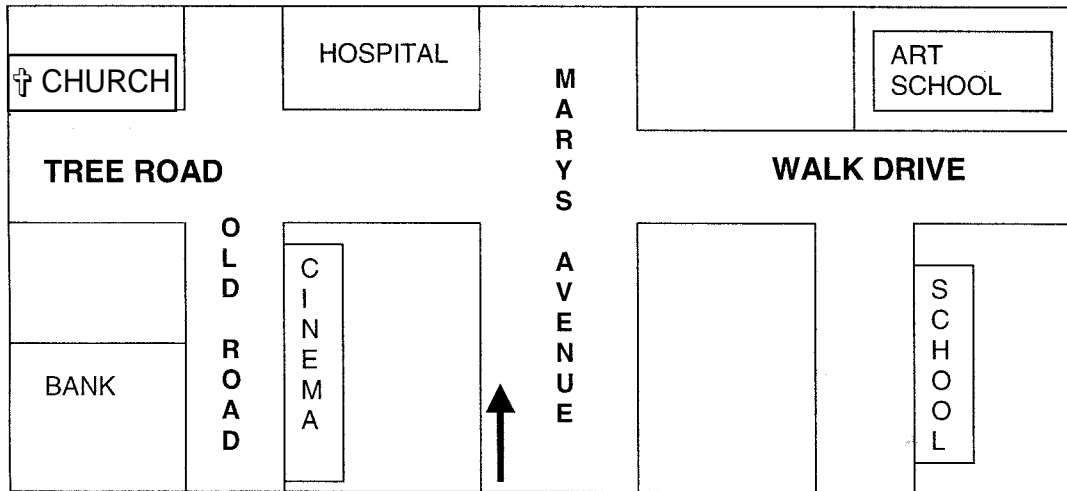 ✞ CHURCH
HOSPITAL
MARYS AVENUE
ART
SCHOOL
TREE ROAD
WALK DRIVE
OLD ROAD
CINEMA
SCHOOL
BANK